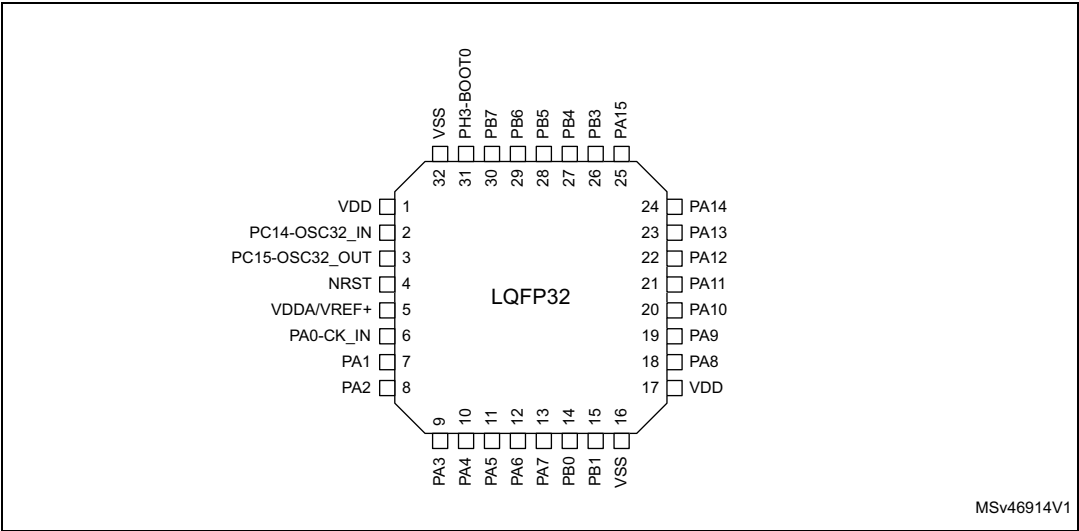 VSS
PH3-BOOT0
PB7
PB6
PB5
PB4
PB3
PA15
32
31
30
29
28
27
26
25
VDD 1
PC14-OSC32_IN 2
PC15-OSC32_OUT 3
NRST 4
VDDA/VREF+ 5
PA0-CK_IN 6
PA1 7
PA2 8
LQFP32
24 PA14
23 PA13
22 PA12
21 PA11
20 PA10
19 PA9
18 PA8
17 VDD
9
10
11
12
13
14
15
16
PA3
PA4
PA5
PA6
PA7
PB0
PB1
VSS
MSv46914V1